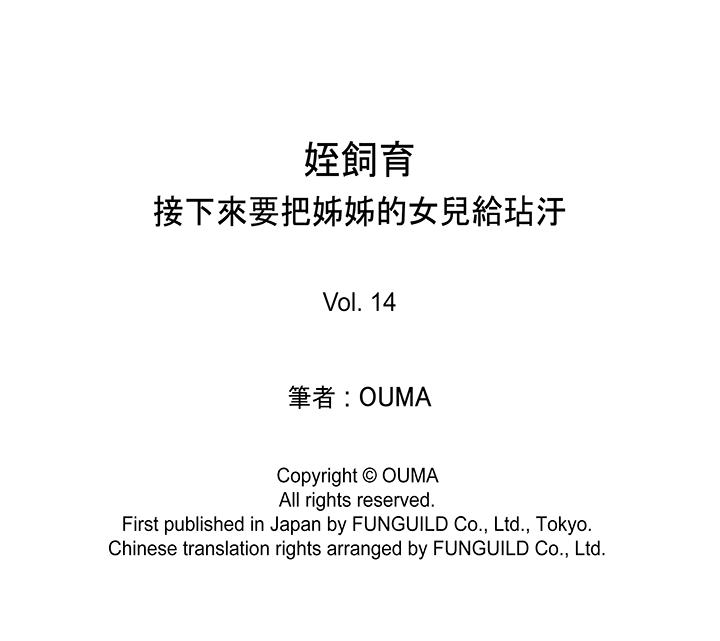 姪飼育
接下來要把姊姊的女兒給玷汙
Vol. 14
筆者：OUMA
Copyright © OUMA
All rights reserved.
First published in Japan by FUNGUILD Co., Ltd., Tokyo.
Chinese translation rights arranged by FUNGUILD Co., Ltd.